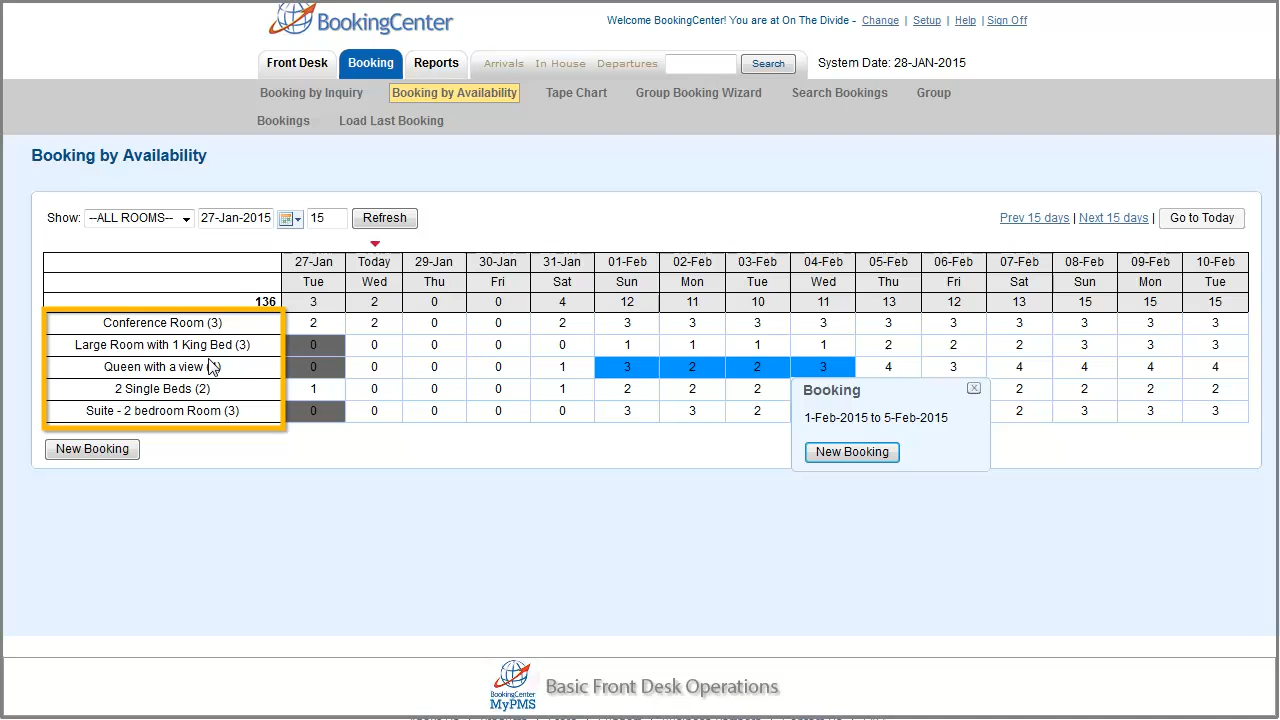 BookingCenter
Welcome BookingCenter! You are at On The Divide - Change | Setup | Help | Sign Off
Front Desk Booking Reports Arrivals In House Departures Search System Date: 28-JAN-2015
Booking by Inquiry Booking by Availability Tape Chart Group Booking Wizard Search Bookings Group
Bookings Load Last Booking
Booking by Availability
Show: --ALL ROOMS-- 27-Jan-2015 15 Refresh Prev 15 days | Next 15 days | Go to Today
27-Jan Today 29-Jan 30-Jan 31-Jan 01-Feb 02-Feb 03-Feb 04-Feb 05-Feb 06-Feb 07-Feb 08-Feb 09-Feb 10-Feb
Tue Wed Thu Fri Sat Sun Mon Tue Wed Thu Fri Sat Sun Mon Tue
136 3 2 0 0 4 12 11 10 11 13 12 13 15 15 15
Conference Room (3) 2 2 0 0 2 3 3 3 3 3 3 3 3 3 3
Large Room with 1 King Bed (3) 0 0 0 0 0 1 1 1 1 2 2 2 3 3 3
Queen with a view 0 0 0 0 1 3 2 2 3 4 3 4 4 4 4
2 Single Beds (2) 1 0 0 0 1 2 2 2 2 2 2 2
Suite - 2 bedroom Room (3) 0 0 0 0 0 3 3 2 2 3 3 3
Booking
1-Feb-2015 to 5-Feb-2015
New Booking
New Booking
BookingCenter
MyPMS
Basic Front Desk Operations